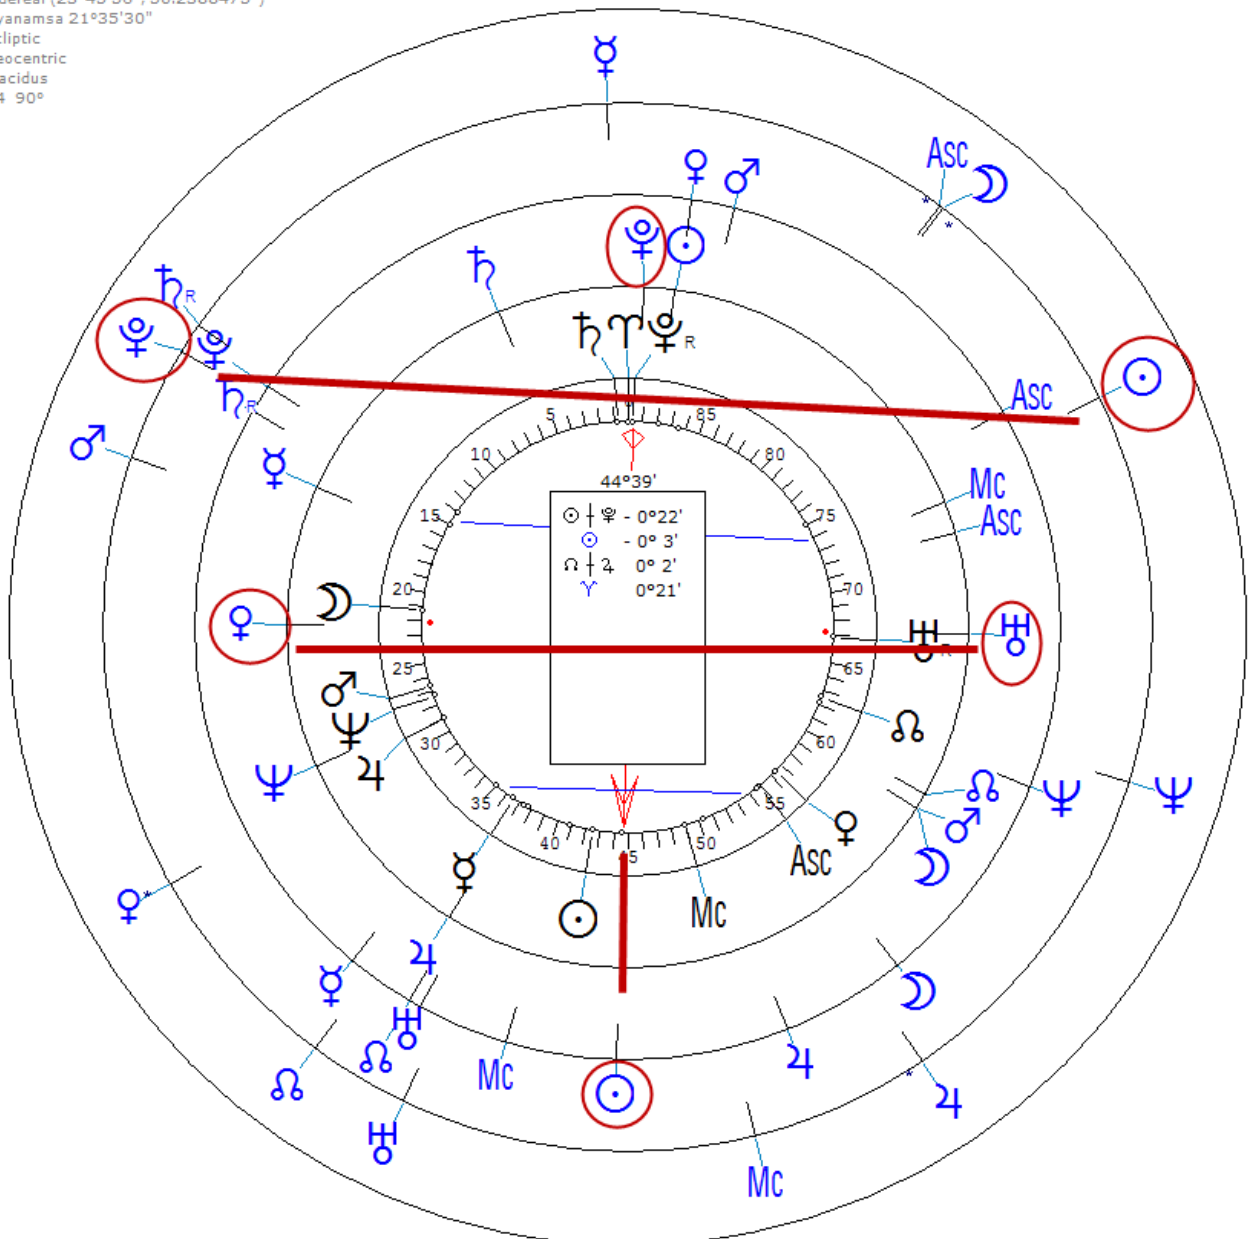 yanamsa 21°35'30"
cliptic
eocentric
acidus
4 90°
☿
Asc ☽
♀ ♂
♇ ☉
♄
♄R
♇ ♇
♄ ♈ ♇R
☉
♄R
Asc
5 85
♂
☿
10 80
44°39'
Mc
15 75
Asc
☉┼♇ - 0°22'
☉ - 0° 3'
☊┼♃ 0° 2'
♈ 0°21'
20 70
☽
♀
♅R
♅
25 65
♂
♆
☊
30 60
♃
♆
☊
♆
♆
35 55
♂
♀
40 45 50
Asc
☿
☽
♀*
☉
Mc
♃
☿
☽
♅
☊
♃
Mc
☉
☊
♃
♅
Mc